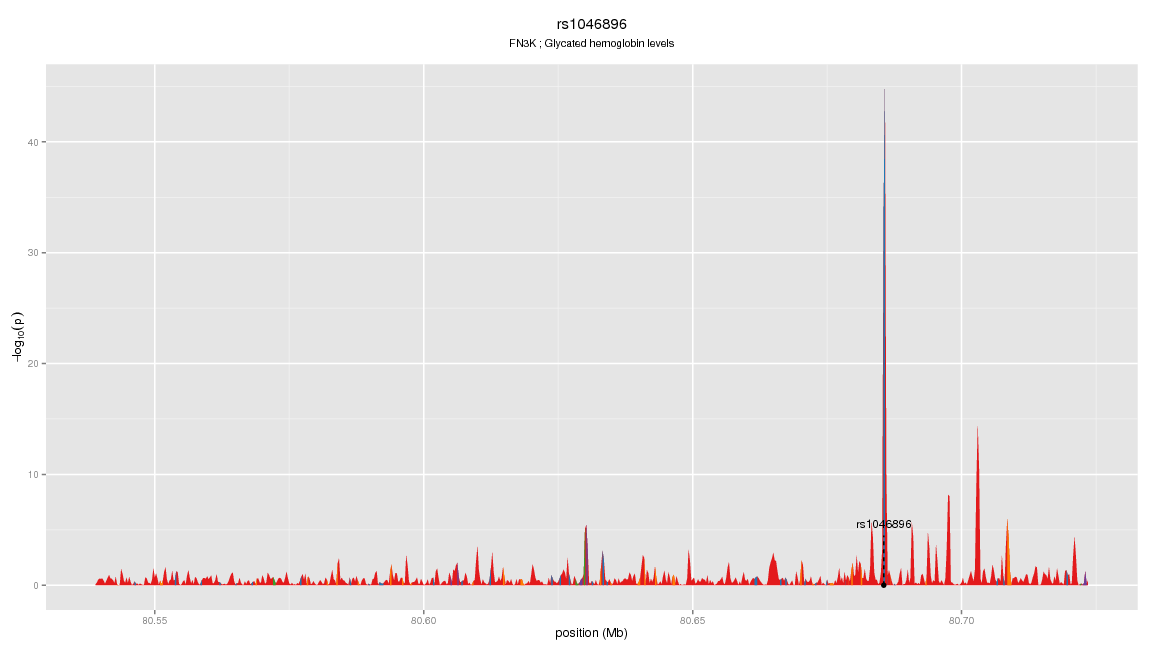 rs1046896
FN3K ; Glycated hemoglobin levels
40
30
20
10
0
−log10(p)
rs1046896
80.55
80.60
80.65
80.70
position (Mb)